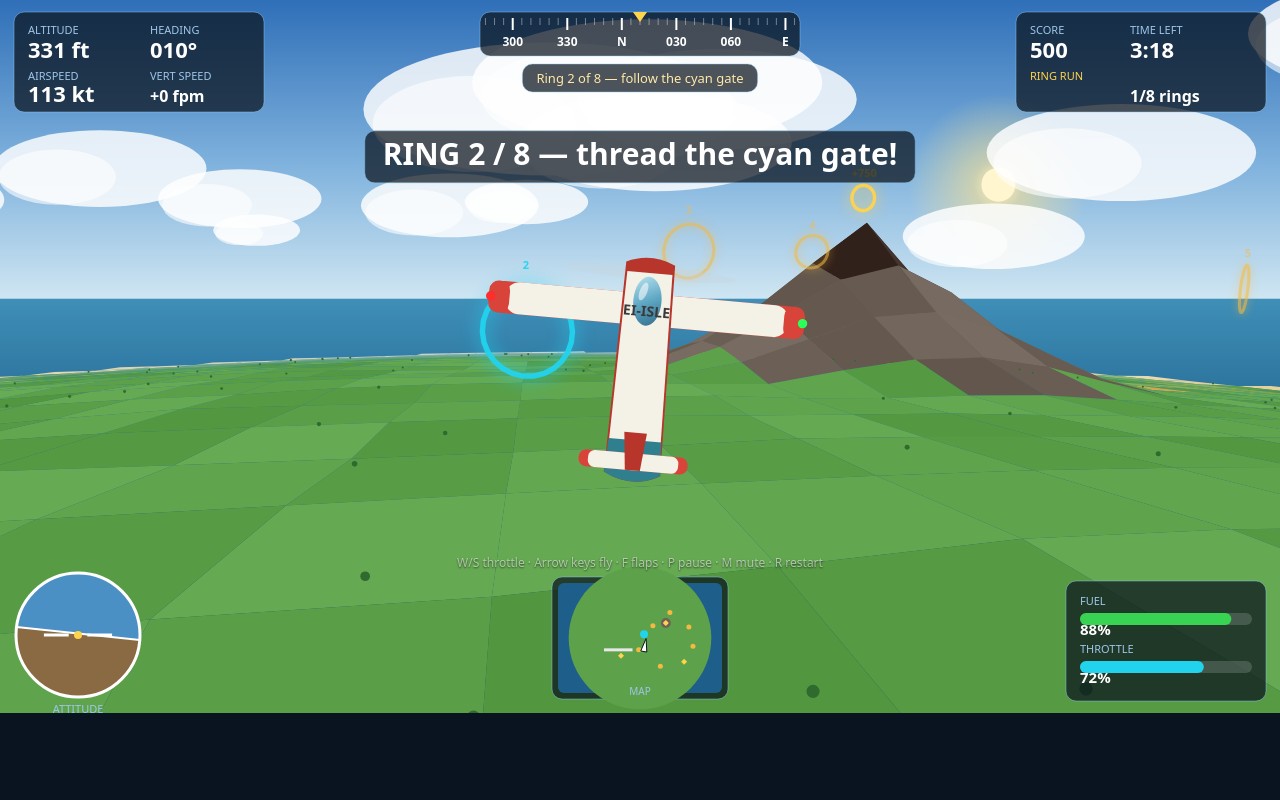 ALTITUDE
331 ft
HEADING
010°
AIRSPEED
113 kt
VERT SPEED
+0 fpm
300 330 N 030 060 E
Ring 2 of 8 — follow the cyan gate
SCORE
500
TIME LEFT
3:18
RING RUN
1/8 rings
RING 2 / 8 — thread the cyan gate!
+250
2
EI-ISLE
W/S throttle · Arrow keys fly · F flaps · P pause · M mute · R restart
ATTITUDE
MAP
FUEL
88%
THROTTLE
72%